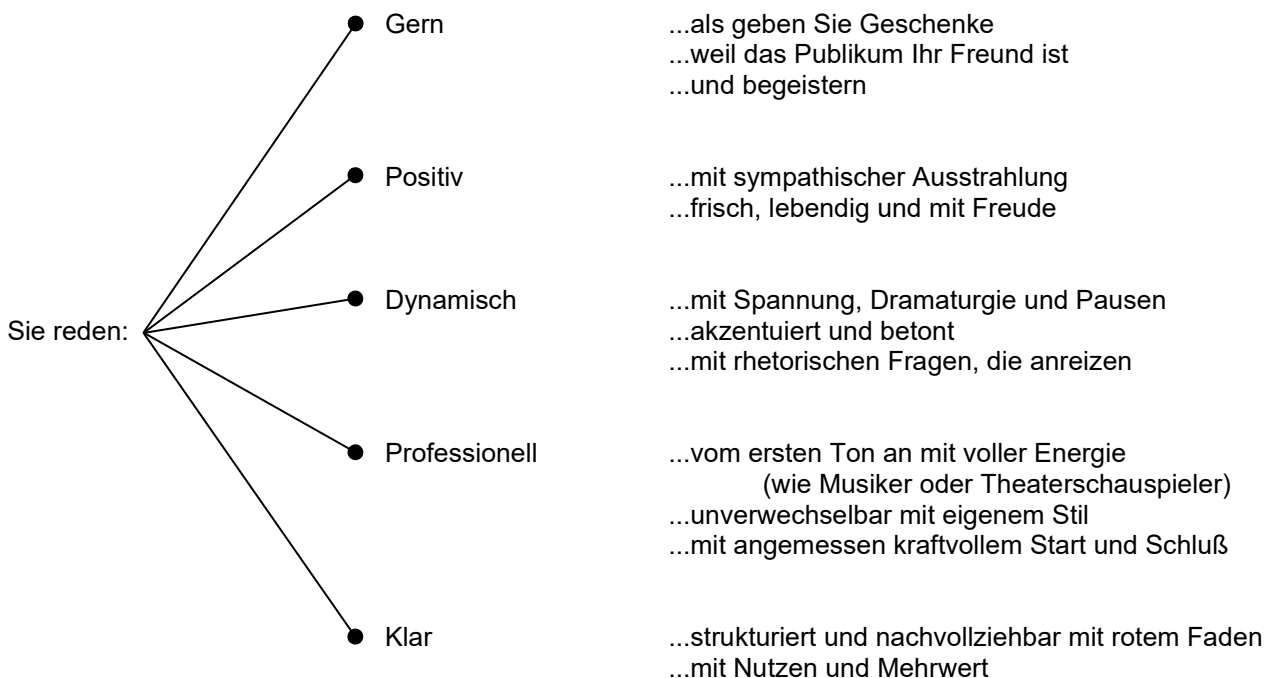 Gern ...als geben Sie Geschenke
...weil das Publikum Ihr Freund ist
...und begeistern
Positiv ...mit sympathischer Ausstrahlung
...frisch, lebendig und mit Freude
Dynamisch ...mit Spannung, Dramaturgie und Pausen
Sie reden: ...akzentuiert und betont
...mit rhetorischen Fragen, die anreizen
Professionell ...vom ersten Ton an mit voller Energie
(wie Musiker oder Theaterschauspieler)
...unverwechselbar mit eigenem Stil
...mit angemessen kraftvollem Start und Schluß
Klar ...strukturiert und nachvollziehbar mit rotem Faden
...mit Nutzen und Mehrwert